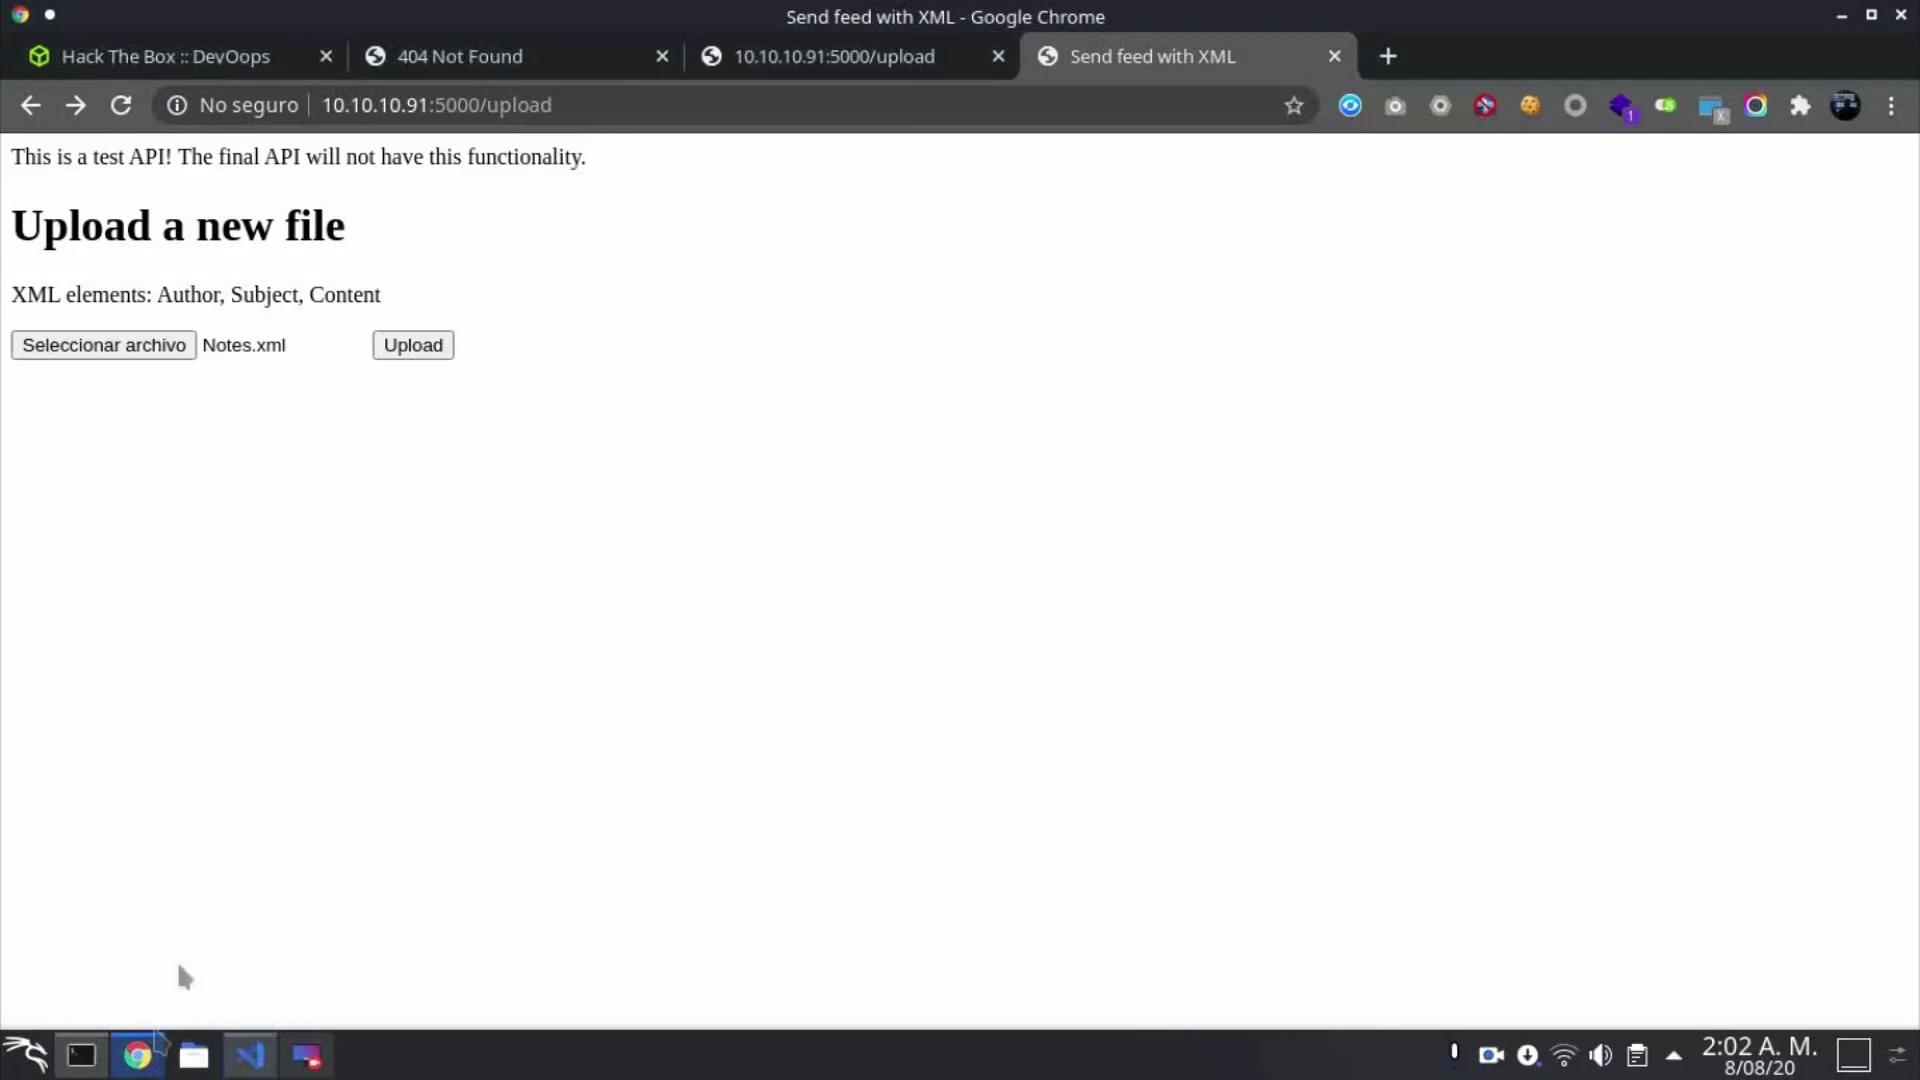 Send feed with XML - Google Chrome
Hack The Box :: DevOops
404 Not Found
10.10.10.91:5000/upload
Send feed with XML
No seguro
10.10.10.91:5000/upload
X
1
This is a test API! The final API will not have this functionality.
Upload a new file
XML elements: Author, Subject, Content
Seleccionar archivo Notes.xml Upload
2:02 A. M.
8/08/20